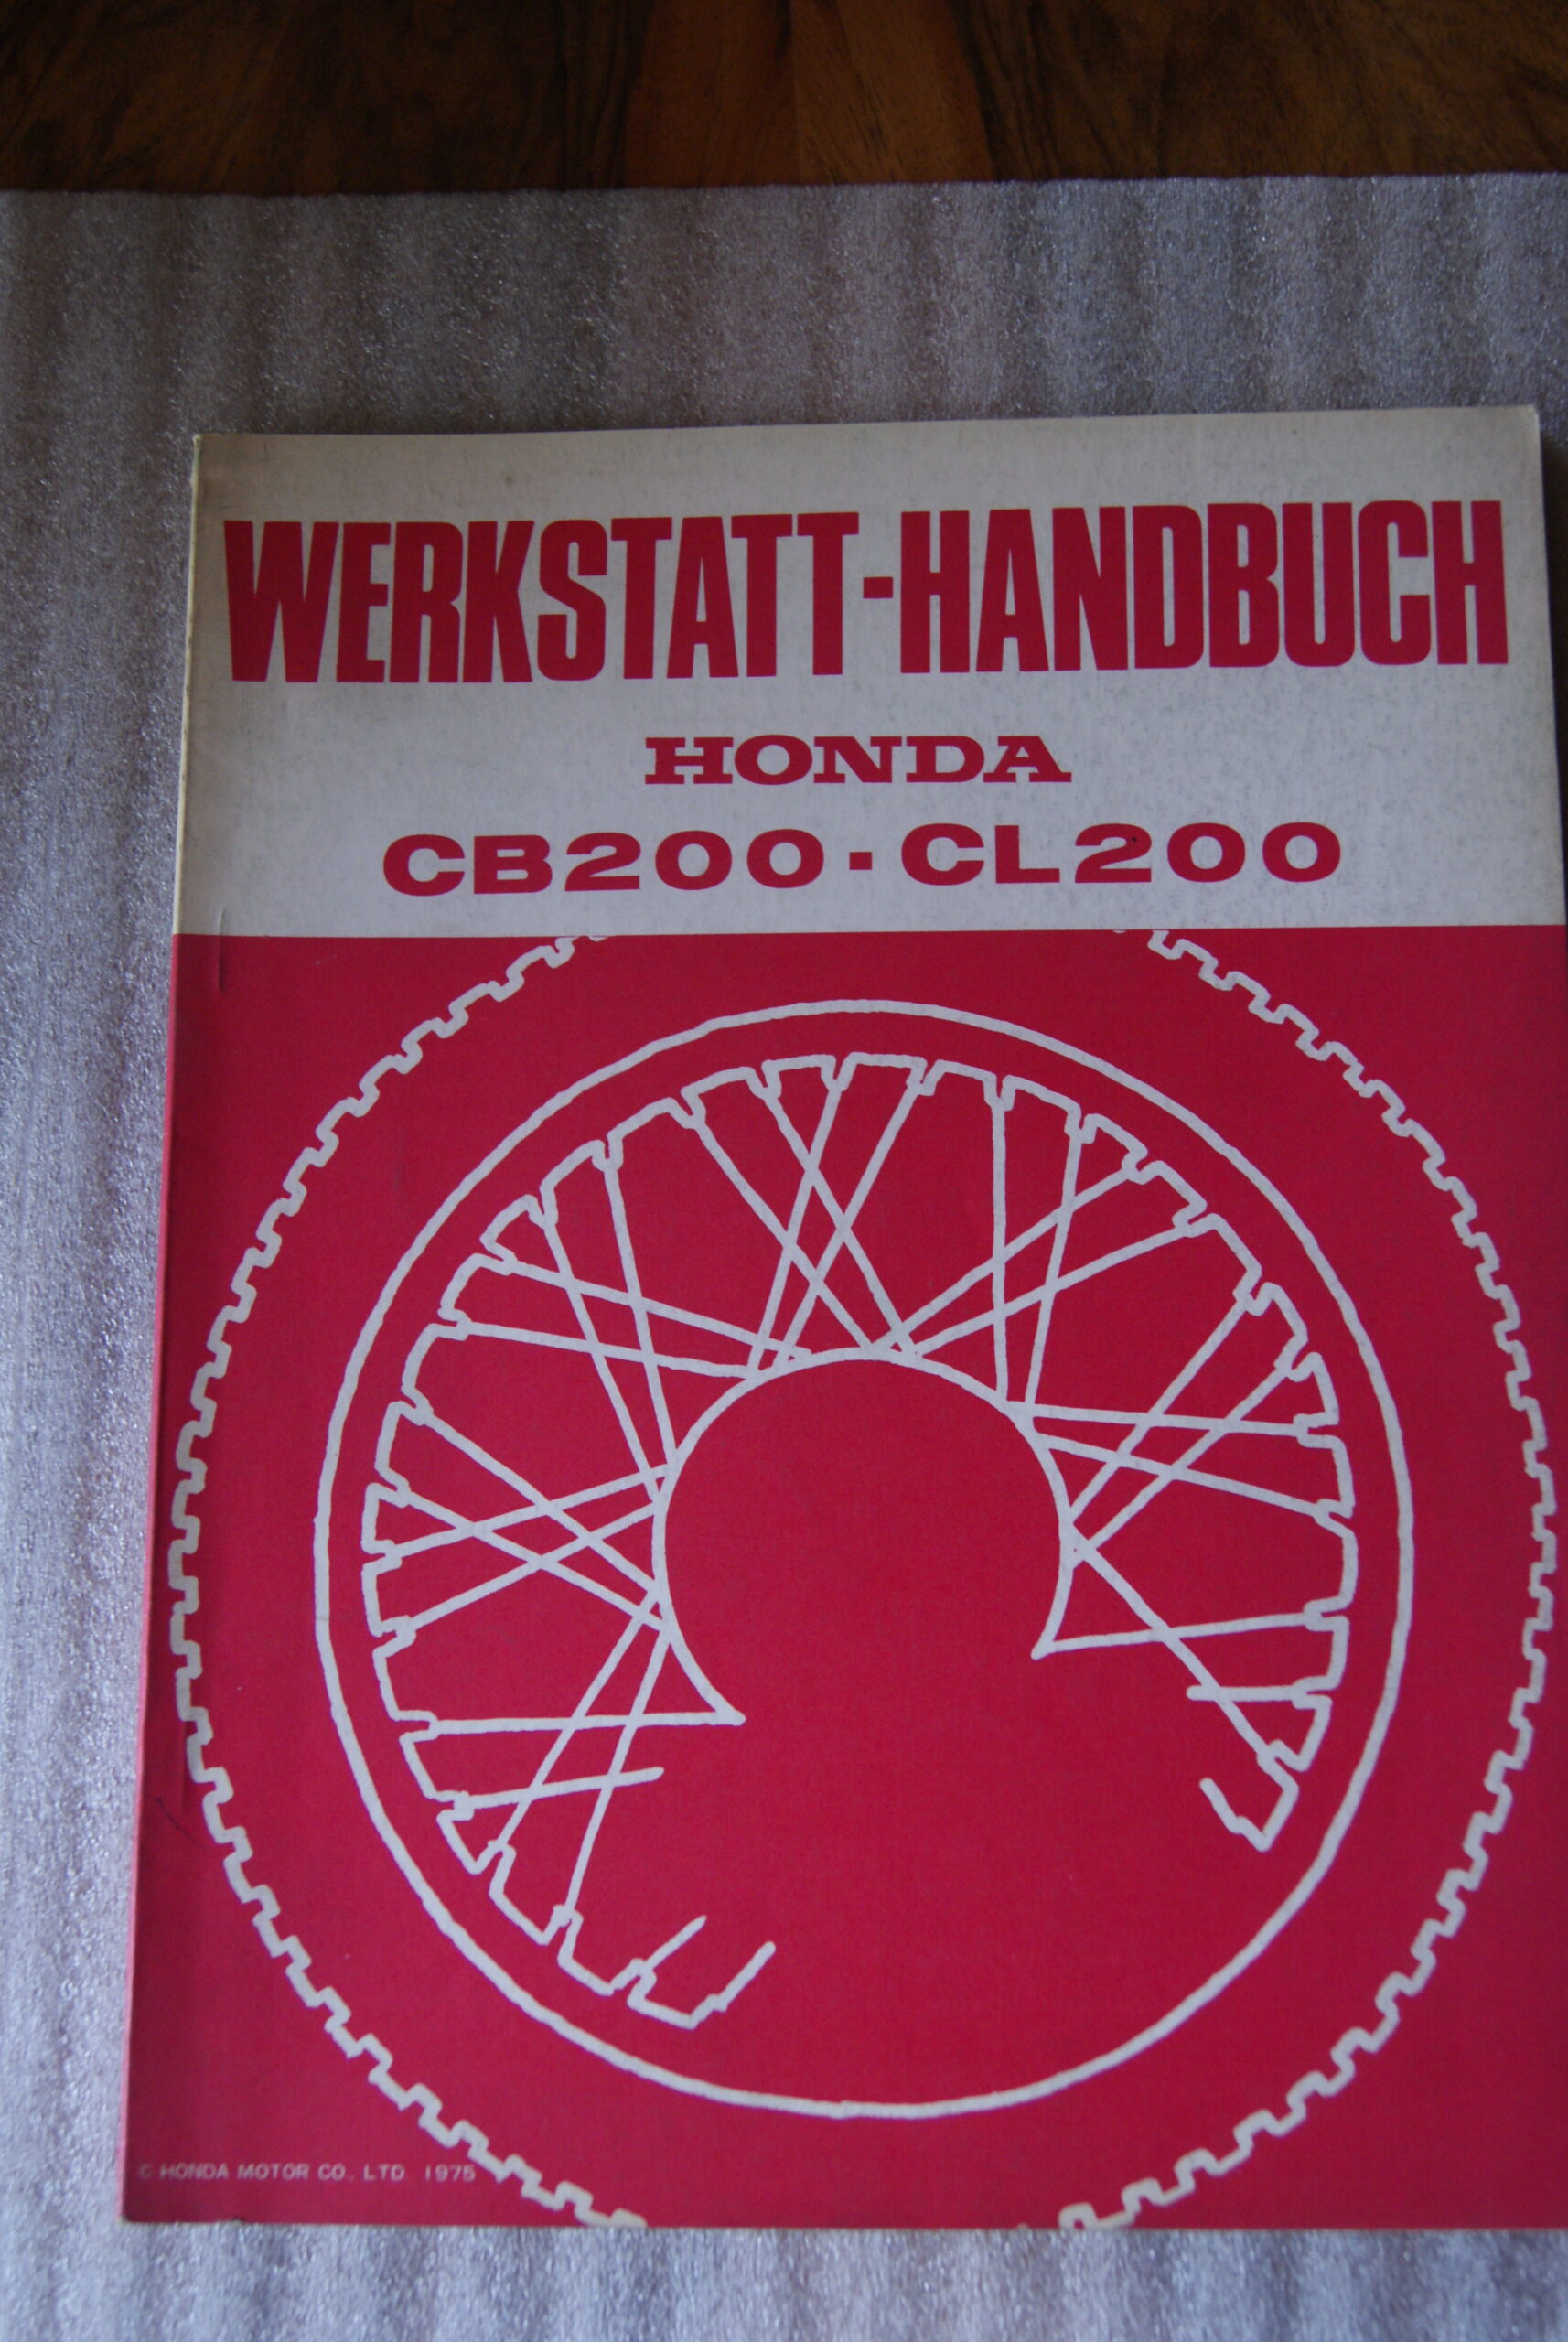 WERKSTATT-HANDBUCH
HONDA
CB200 - CL200
© HONDA MOTOR CO., LTD. 1975